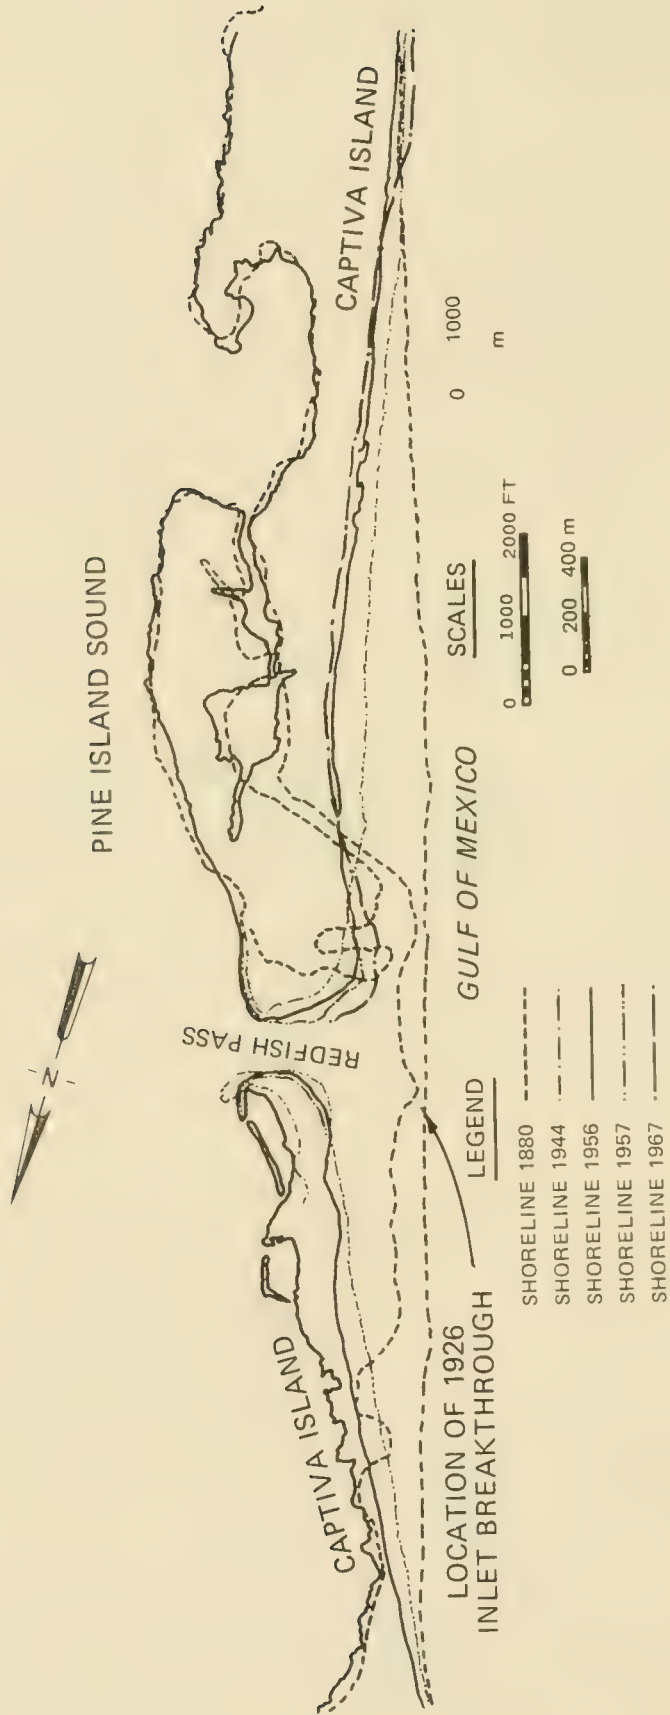 PINE ISLAND SOUND
N
REDFISH PASS
CAPTIVA ISLAND
CAPTIVA ISLAND
GULF OF MEXICO
LOCATION OF 1926
INLET BREAKTHROUGH
LEGEND
SHORELINE 1880
SHORELINE 1944
SHORELINE 1956
SHORELINE 1957
SHORELINE 1967
SCALES
0 1000 2000 FT
0 200 400 m
0 1000
m